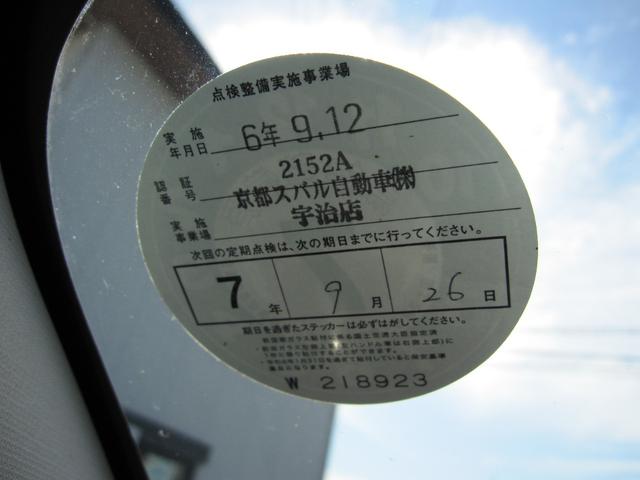 点検整備実施事業場
実施年月日 6年 9.12
認証番号 2152A
実施事業場 京都スバル自動車㈱
宇治店
次回の定期点検は、次の期日までに行ってください。
7年 9月 26日
期日を過ぎたステッカーは必ずはがしてください。
W 218923